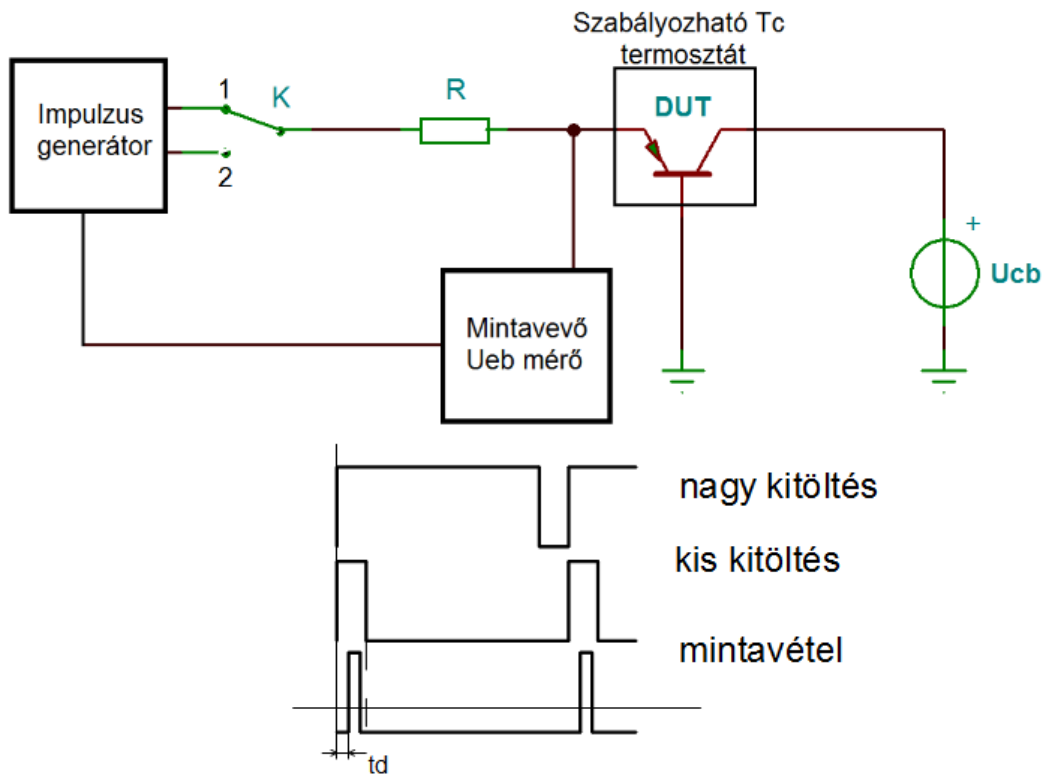 Szabályozható Tc
termosztát
Impulzus
generátor
1
K
2
R
DUT
+
Ucb
Mintavevő
Ueb mérő
nagy kitöltés
kis kitöltés
mintavétel
td